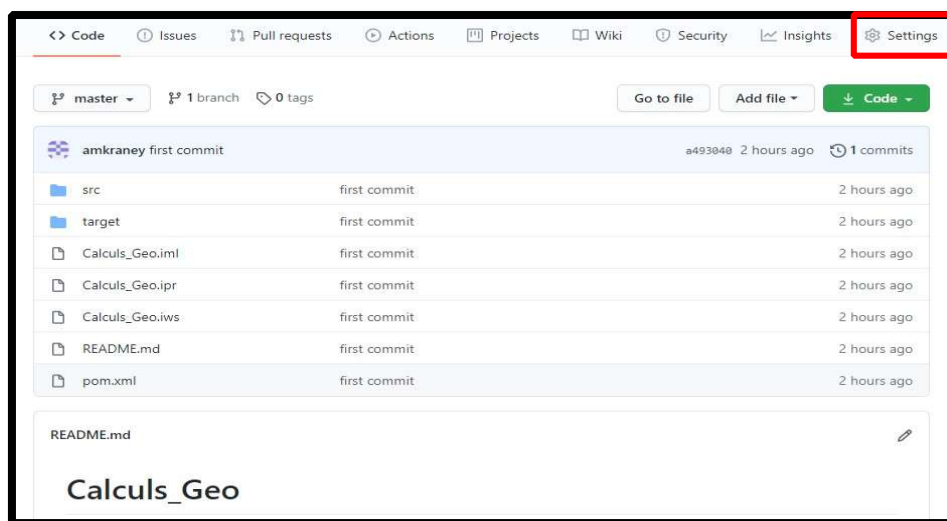 <> Code Issues Pull requests Actions Projects Wiki Security Insights Settings
master 1 branch 0 tags Go to file Add file Code
amkraney first commit a493040 2 hours ago 1 commits
src first commit 2 hours ago
target first commit 2 hours ago
Calculs_Geo.iml first commit 2 hours ago
Calculs_Geo.ipr first commit 2 hours ago
Calculs_Geo.iws first commit 2 hours ago
README.md first commit 2 hours ago
pom.xml first commit 2 hours ago
README.md
Calculs_Geo